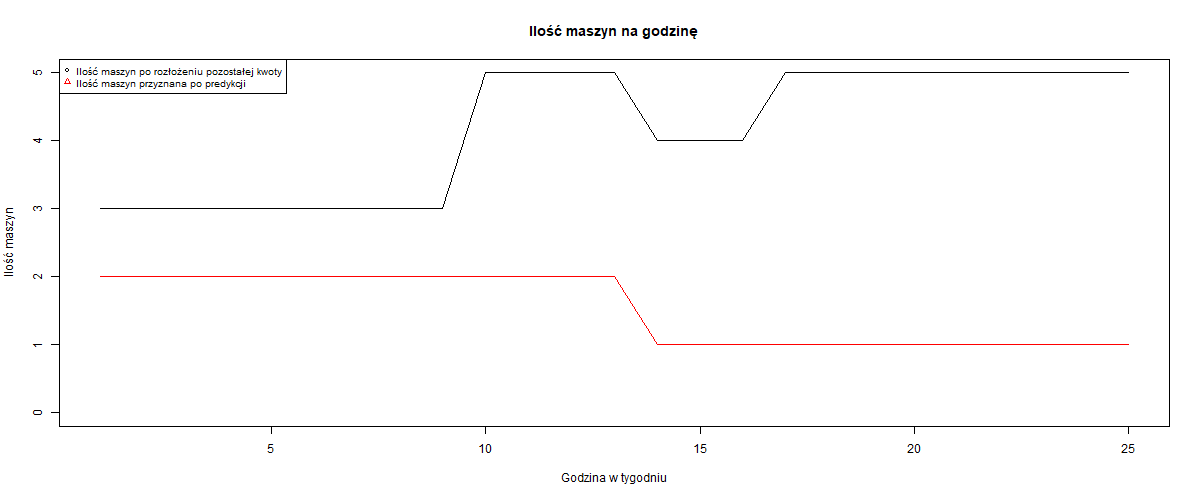 Ilość maszyn na godzinę
Ilość maszyn po rozłożeniu pozostałej kwoty
Ilość maszyn przyznana po predykcji
Ilość maszyn
5
4
3
2
1
0
5 10 15 20 25
Godzina w tygodniu